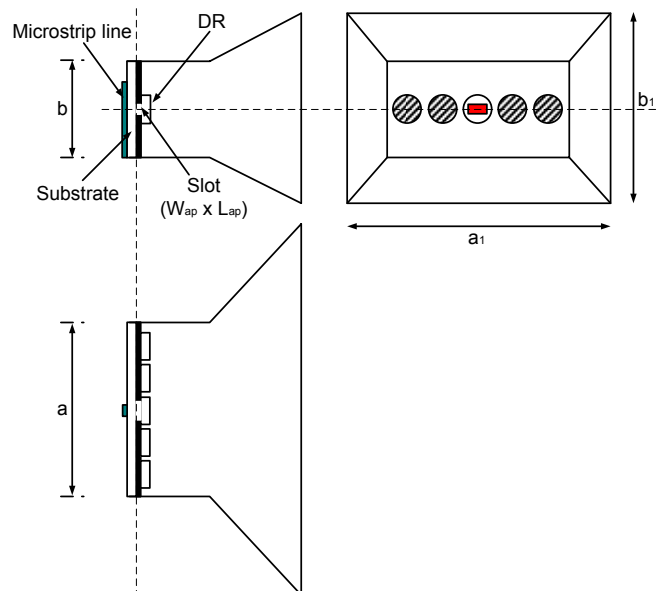 Microstrip line
DR
b
Substrate
Slot
(Wap x Lap)
b1
a1
a